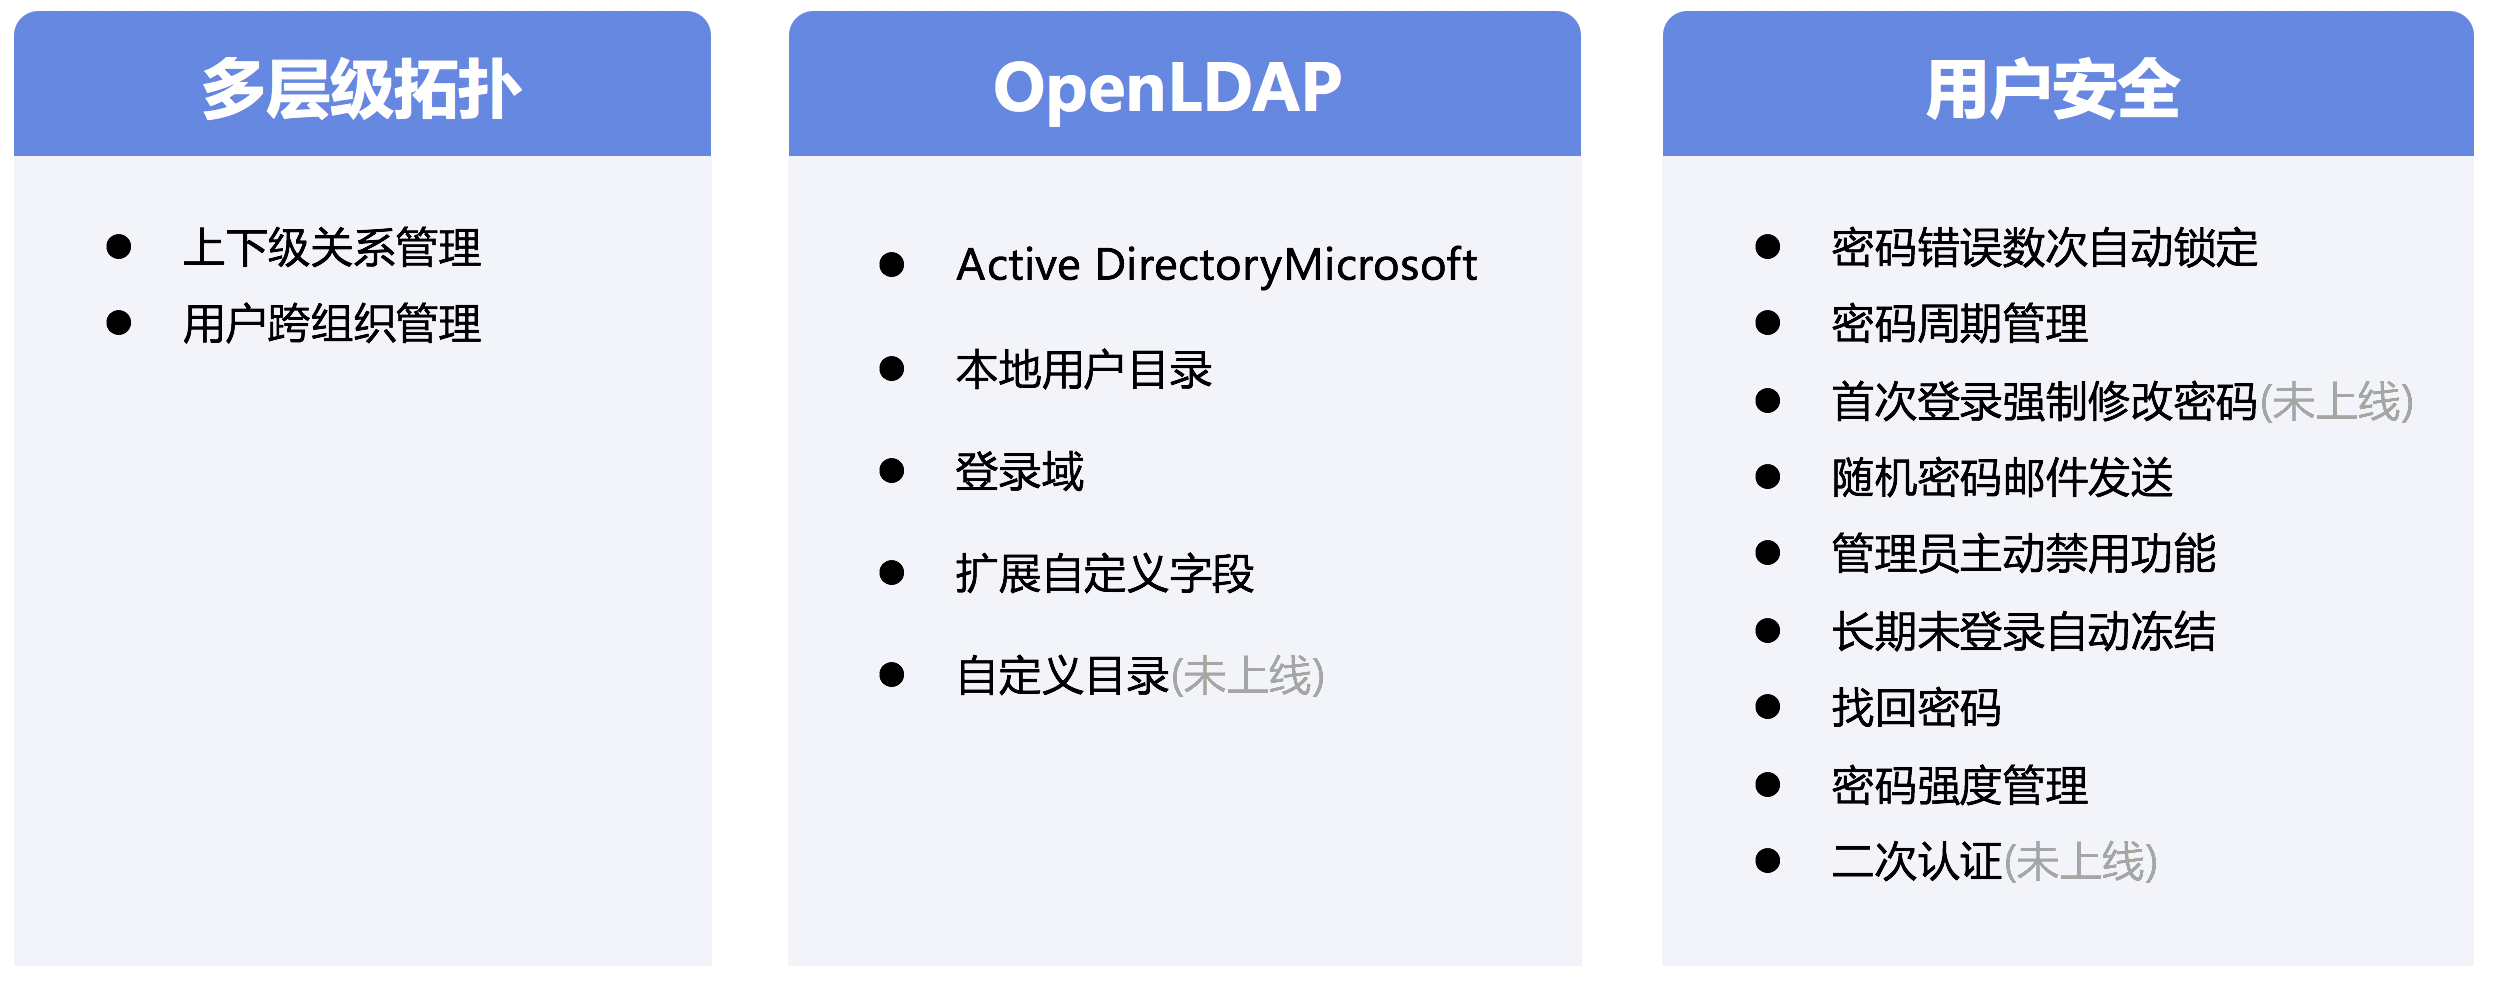 多层级拓扑
上下级关系管理
用户跟组织管理
OpenLDAP
Active DirectoryMicrosoft
本地用户目录
登录域
扩展自定义字段
自定义目录(未上线)
用户安全
密码错误数次自动锁定
密码周期管理
首次登录强制修改密码(未上线)
随机密码邮件发送
管理员主动禁用功能
长期未登录自动冻结
找回密码
密码强度管理
二次认证(未上线)